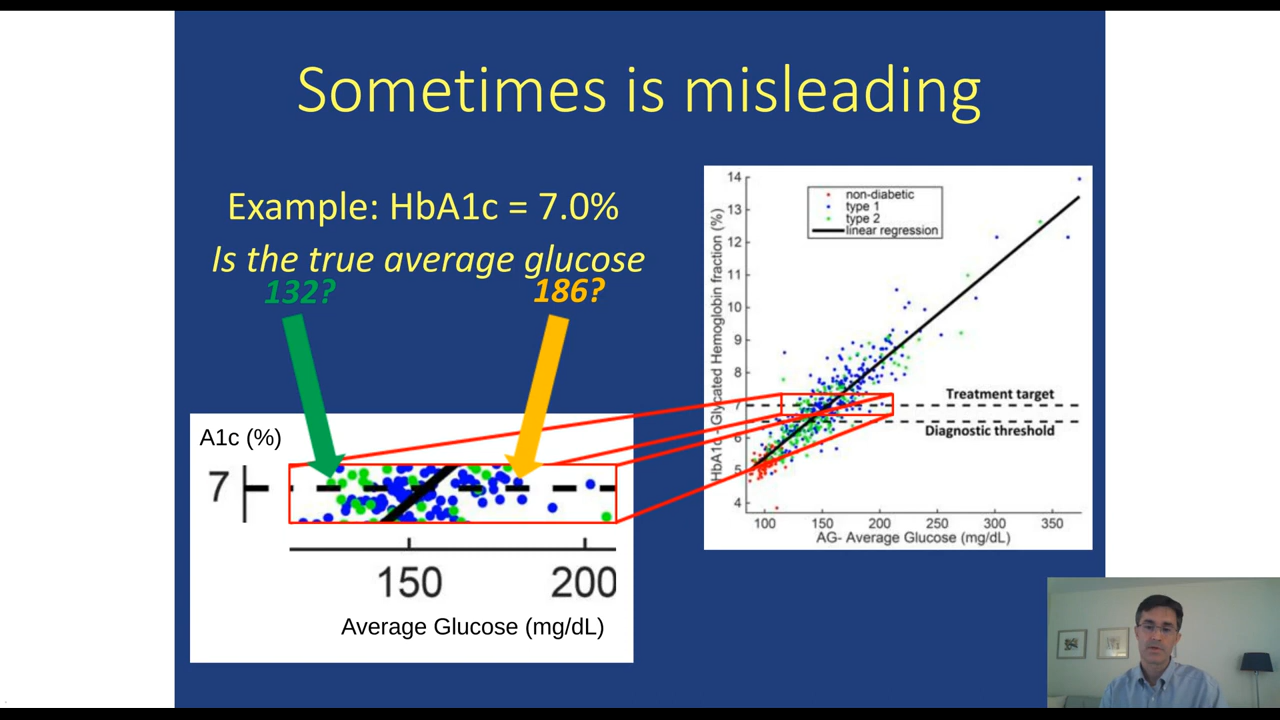 Sometimes is misleading
Example: HbA1c = 7.0%
Is the true average glucose
132? 186?
A1c (%)
7
150 200
Average Glucose (mg/dL)
14
13
12
11
10
9
8
7
6
5
4
HbA1c - Glycated Hemoglobin fraction (%)
non-diabetic
type 1
type 2
linear regression
Treatment target
Diagnostic threshold
100 150 200 250 300 350
AG- Average Glucose (mg/dL)